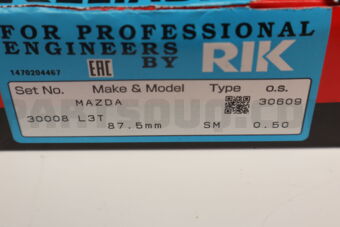 FOR PROFESSIONAL
ENGINEERS
BY RIK
1470204467
EAC
Set No. Make & Model Type o.s.
MAZDA 30609
30008 L3T
87.5mm SM 0.50